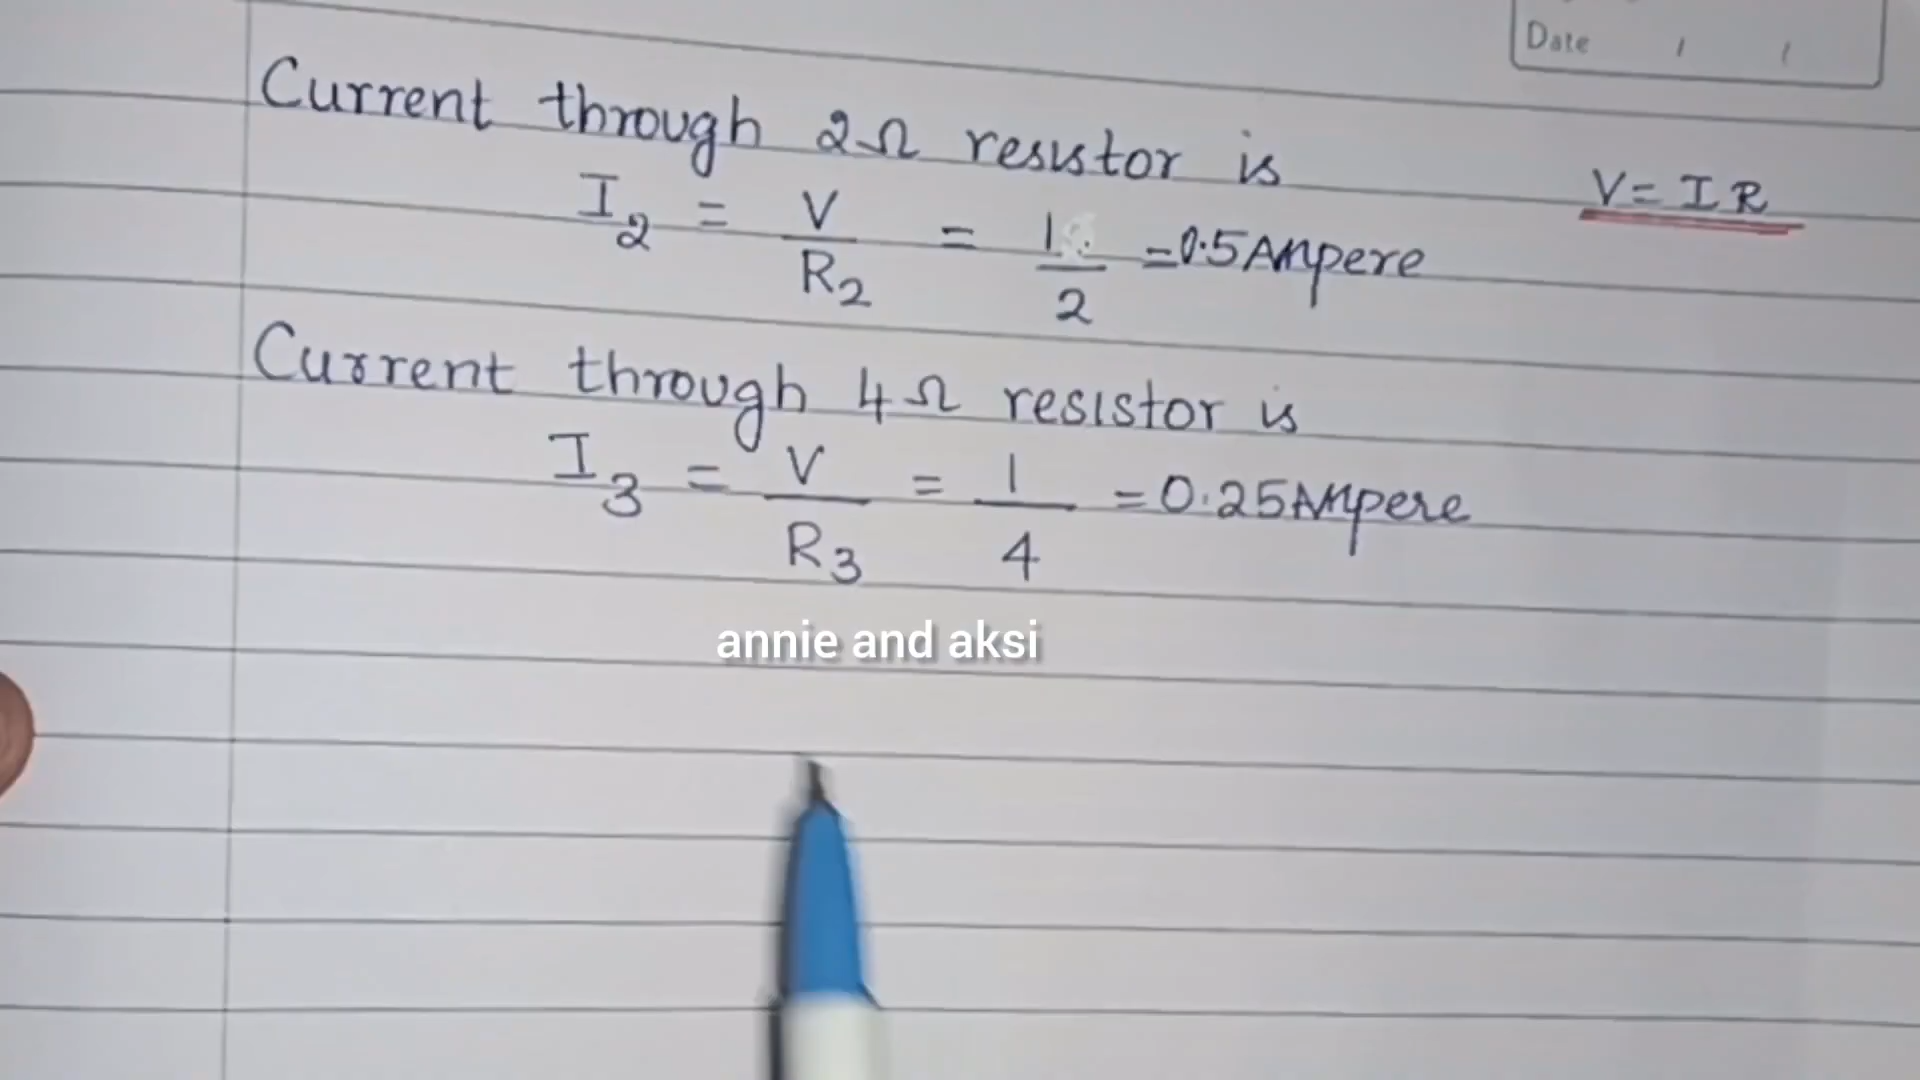 Date / /
Current through 2Ω resistor is
V = IR
I₂ = V/R₂ = 1/2 = 0.5 Ampere
Current through 4Ω resistor is
I₃ = V/R₃ = 1/4 = 0.25 Ampere
annie and aksi